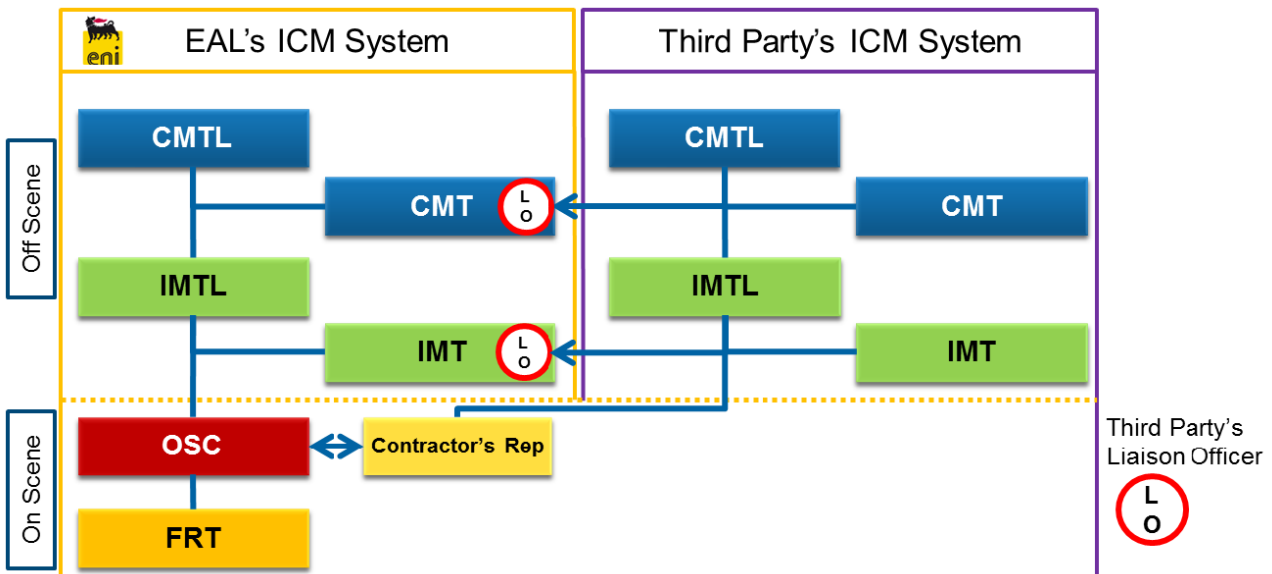 eni
EAL's ICM System
Third Party's ICM System
Off Scene
CMTL
CMTL
CMT
L
O
CMT
IMTL
IMTL
IMT
L
O
IMT
On Scene
OSC
Contractor's Rep
FRT
Third Party's
Liaison Officer
L
O